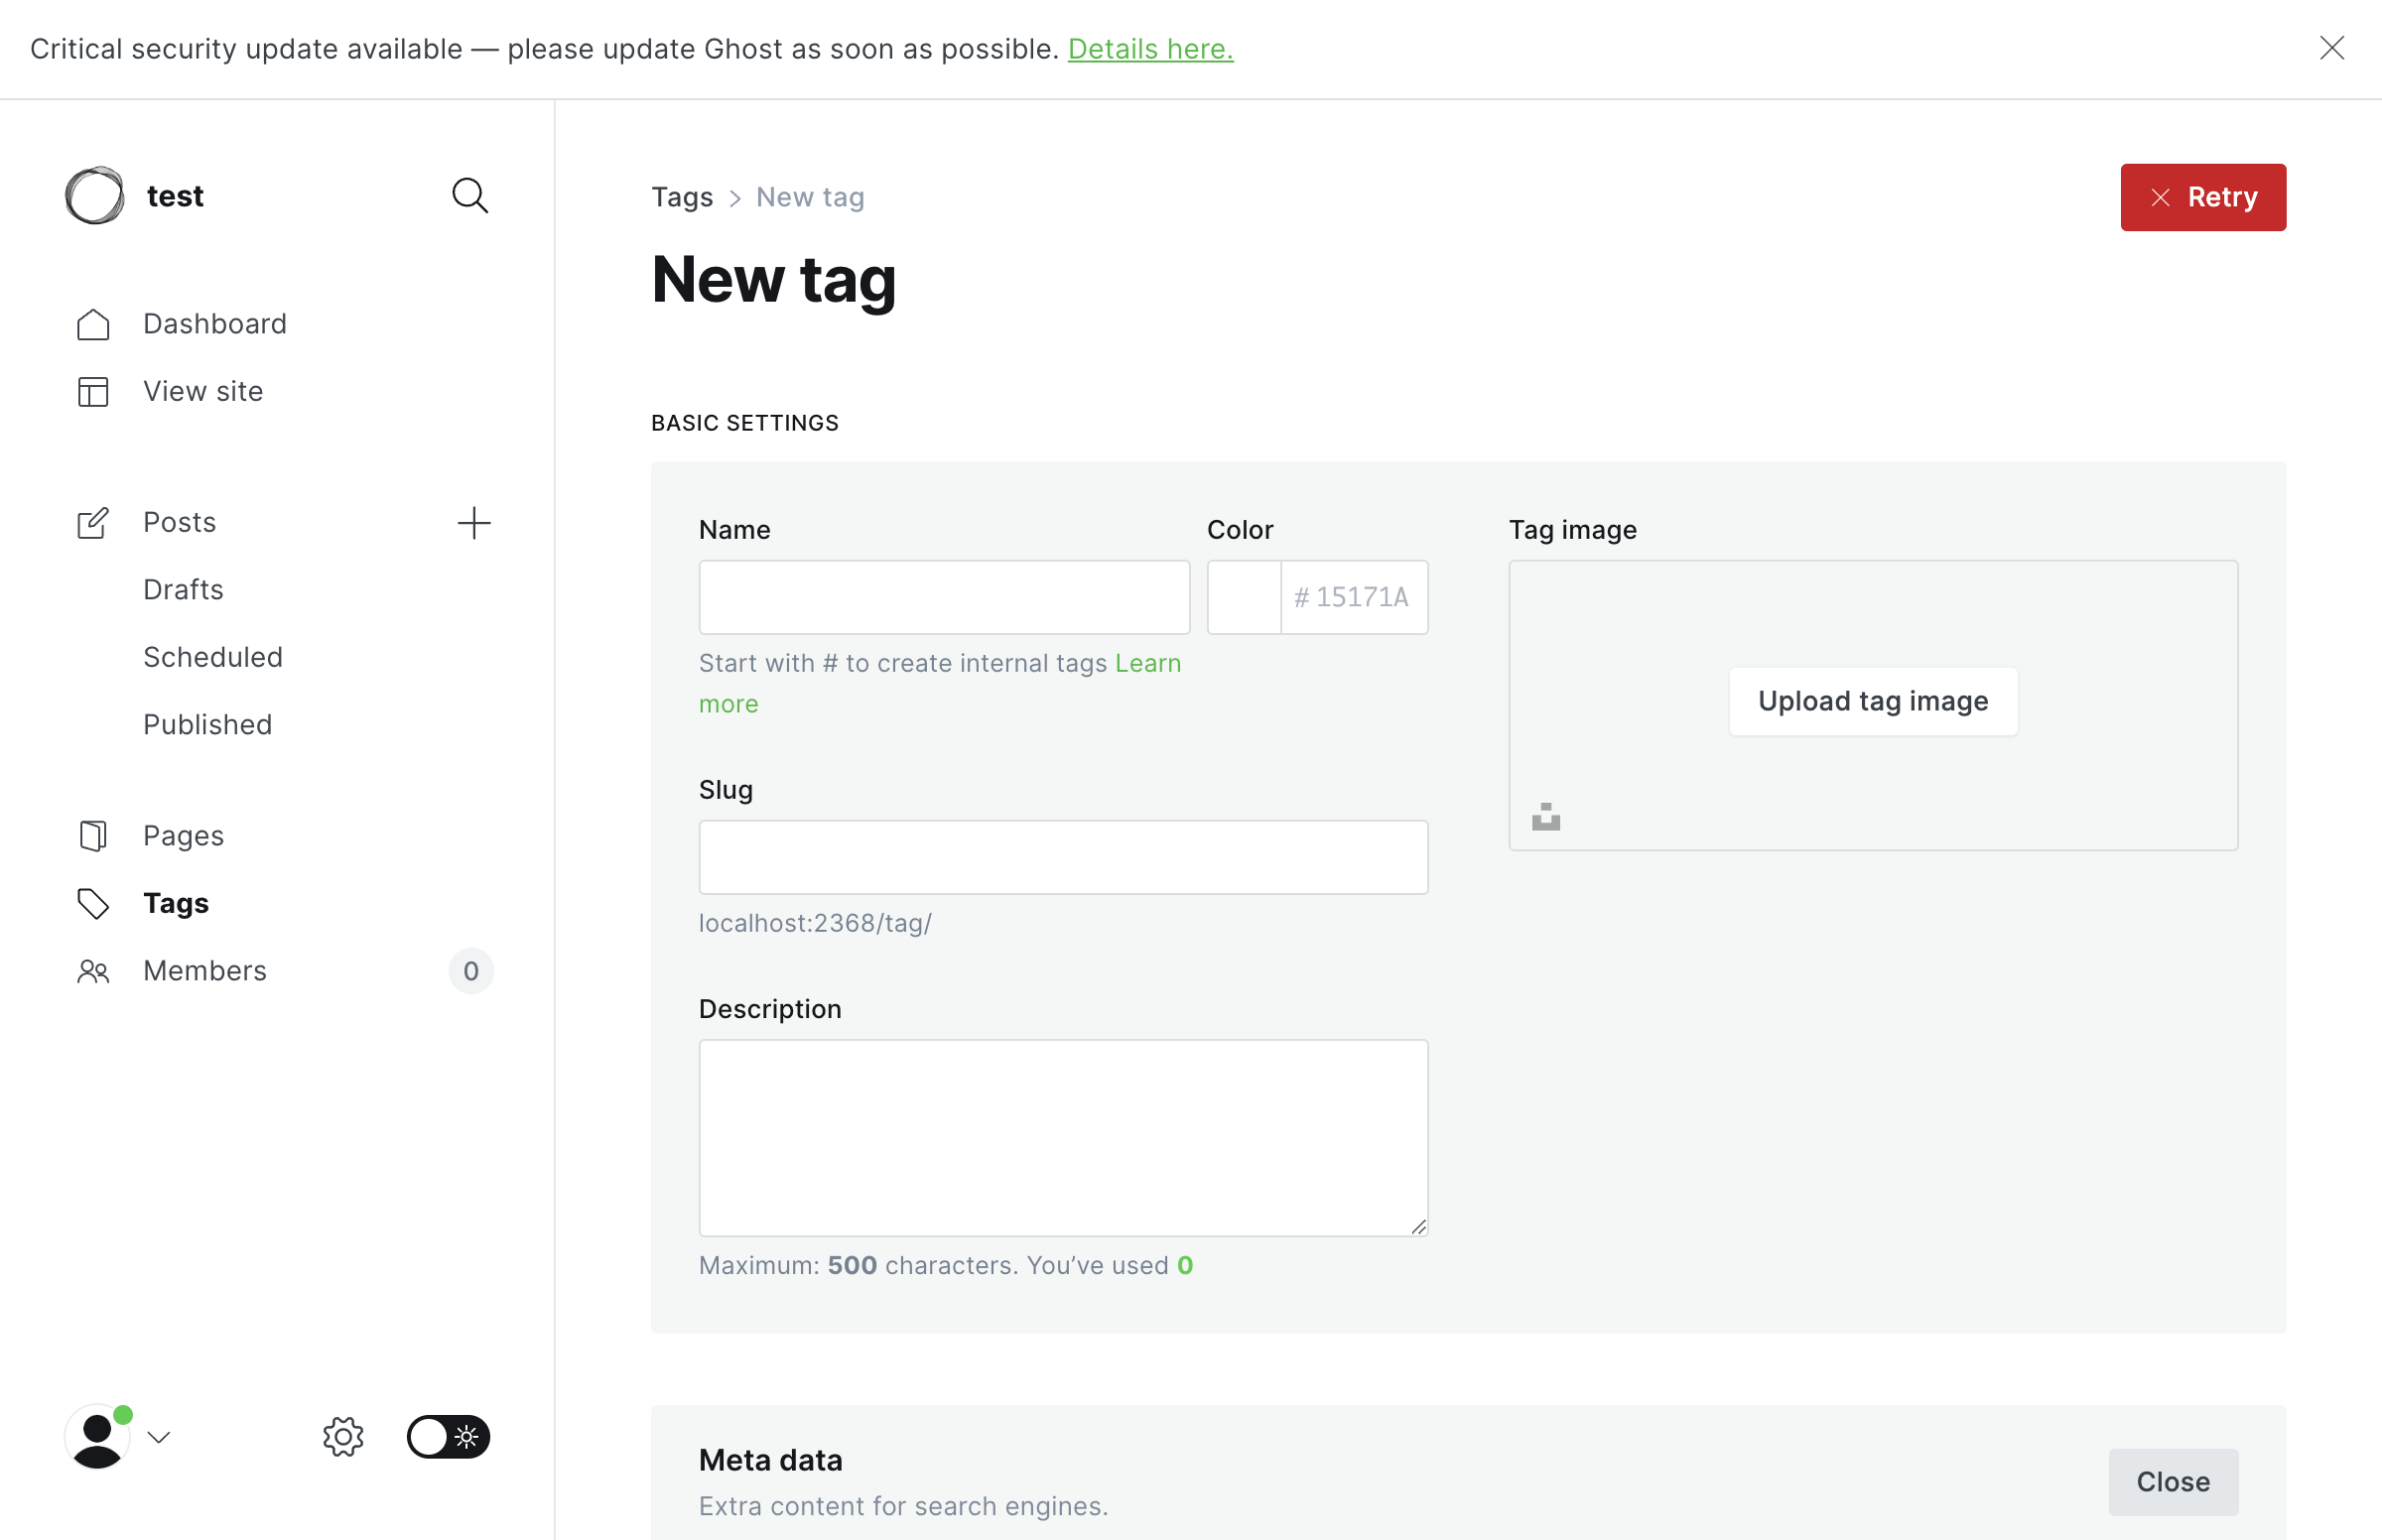 Critical security update available — please update Ghost as soon as possible. Details here.
test
Dashboard
View site
Posts
Drafts
Scheduled
Published
Pages
Tags
Members 0
Tags > New tag
Retry
New tag
BASIC SETTINGS
Name
Color
# 15171A
Start with # to create internal tags Learn
more
Slug
localhost:2368/tag/
Description
Maximum: 500 characters. You’ve used 0
Tag image
Upload tag image
Meta data
Extra content for search engines.
Close